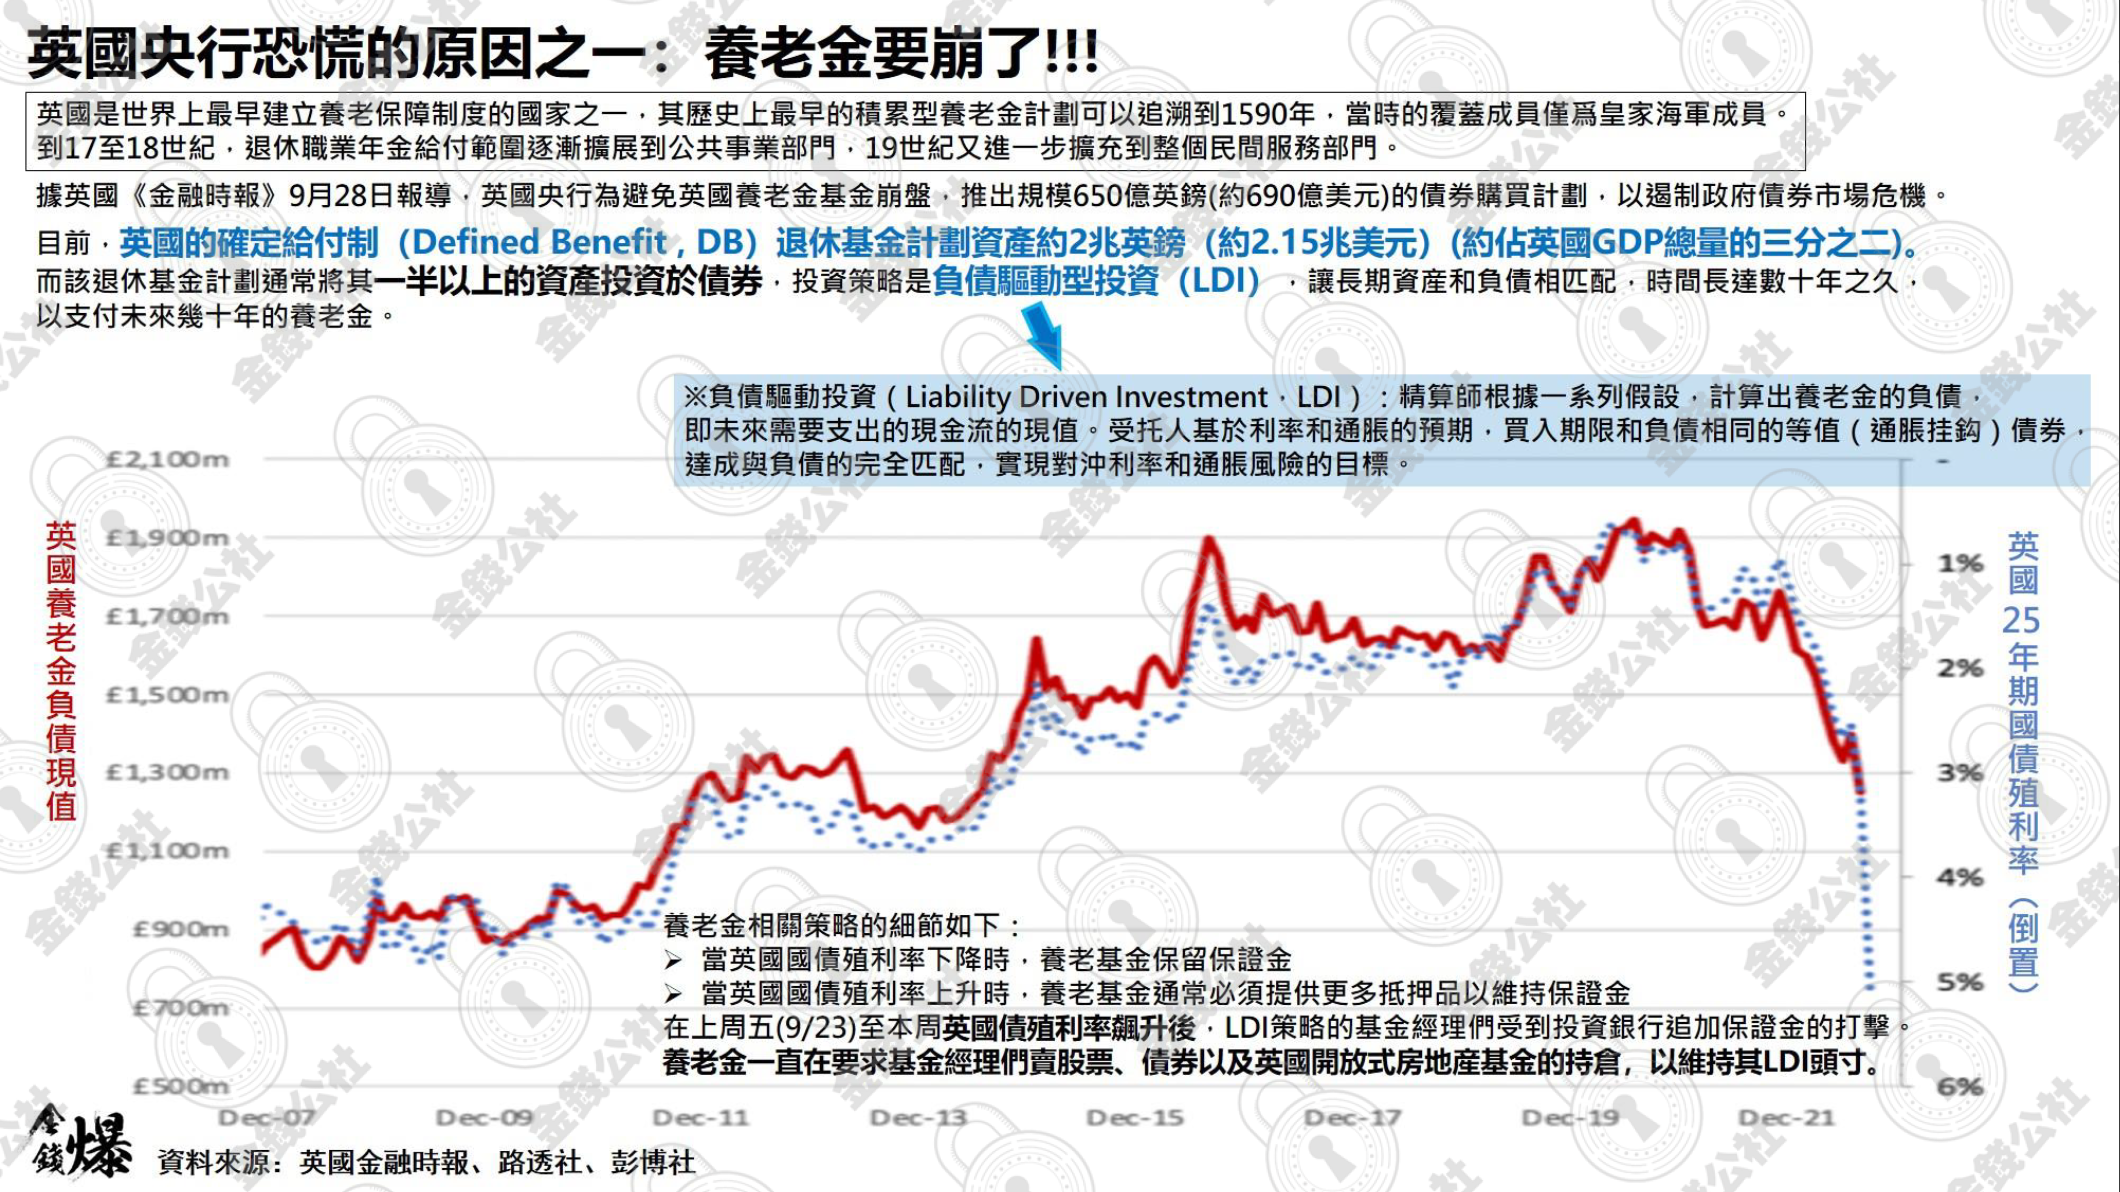 英國央行恐慌的原因之一：養老金要崩了!!!
英國是世界上最早建立養老保障制度的國家之一，其歷史上最早的積累型養老金計劃可以追溯到1590年，當時的覆蓋成員僅爲皇家海軍成員。
到17至18世紀，退休職業年金給付範圍逐漸擴展到公共事業部門，19世紀又進一步擴充到整個民間服務部門。
據英國《金融時報》9月28日報導，英國央行為避免英國養老金基金崩盤，推出規模650億英鎊(約690億美元)的債券購買計劃，以遏制政府債券市場危機。
目前，英國的確定給付制（Defined Benefit , DB）退休基金計劃資產約2兆英鎊（約2.15兆美元）(約佔英國GDP總量的三分之二)。
而該退休基金計劃通常將其一半以上的資產投資於債券，投資策略是負債驅動型投資（LDI），讓長期資産和負債相匹配，時間長達數十年之久，
以支付未來幾十年的養老金。
※負債驅動投資（Liability Driven Investment，LDI）：精算師根據一系列假設，計算出養老金的負債，
即未來需要支出的現金流的現值。受托人基於利率和通脹的預期，買入期限和負債相同的等值（通脹挂鈎）債券，
達成與負債的完全匹配，實現對沖利率和通脹風險的目標。
英國養老金負債現值
£2,100m
£1,900m
£1,700m
£1,500m
£1,300m
£1,100m
£900m
£700m
£500m
-
1%
2%
3%
4%
5%
6%
英國25年期國債殖利率（倒置）
養老金相關策略的細節如下：
➢ 當英國國債殖利率下降時，養老基金保留保證金
➢ 當英國國債殖利率上升時，養老基金通常必須提供更多抵押品以維持保證金
在上周五(9/23)至本周英國債殖利率飆升後，LDI策略的基金經理們受到投資銀行追加保證金的打擊。
養老金一直在要求基金經理們賣股票、債券以及英國開放式房地産基金的持倉，以維持其LDI頭寸。
Dec-07 Dec-09 Dec-11 Dec-13 Dec-15 Dec-17 Dec-19 Dec-21
金錢爆
資料來源：英國金融時報、路透社、彭博社
金錢公社